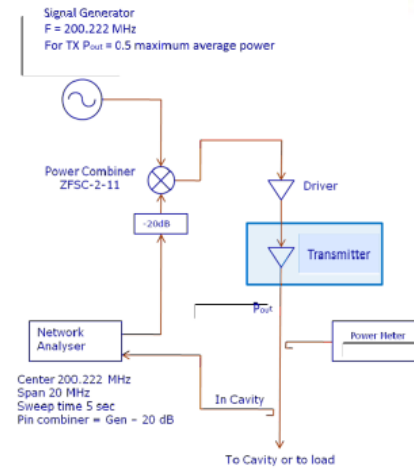 Signal Generator
F = 200.222 MHz
For TX Pout = 0.5 maximum average power
Power Combiner
ZFSC-2-11
Driver
-20dB
Transmitter
Pout
Network
Analyser
Power Meter
Center 200.222 MHz
Span 20 MHz
Sweep time 5 sec
Pin combiner = Gen – 20 dB
In Cavity
To Cavity or to load